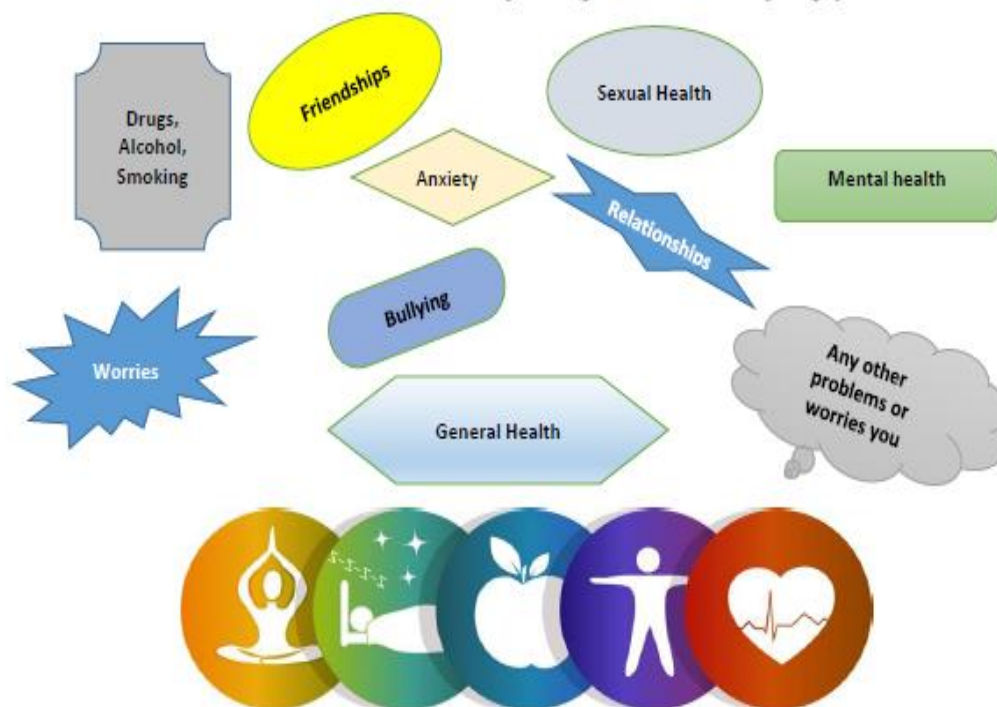 Friendships
Sexual Health
Drugs,
Alcohol,
Smoking
Anxiety
Mental health
Relationships
Bullying
Worries
Any other
problems or
worries you
General Health